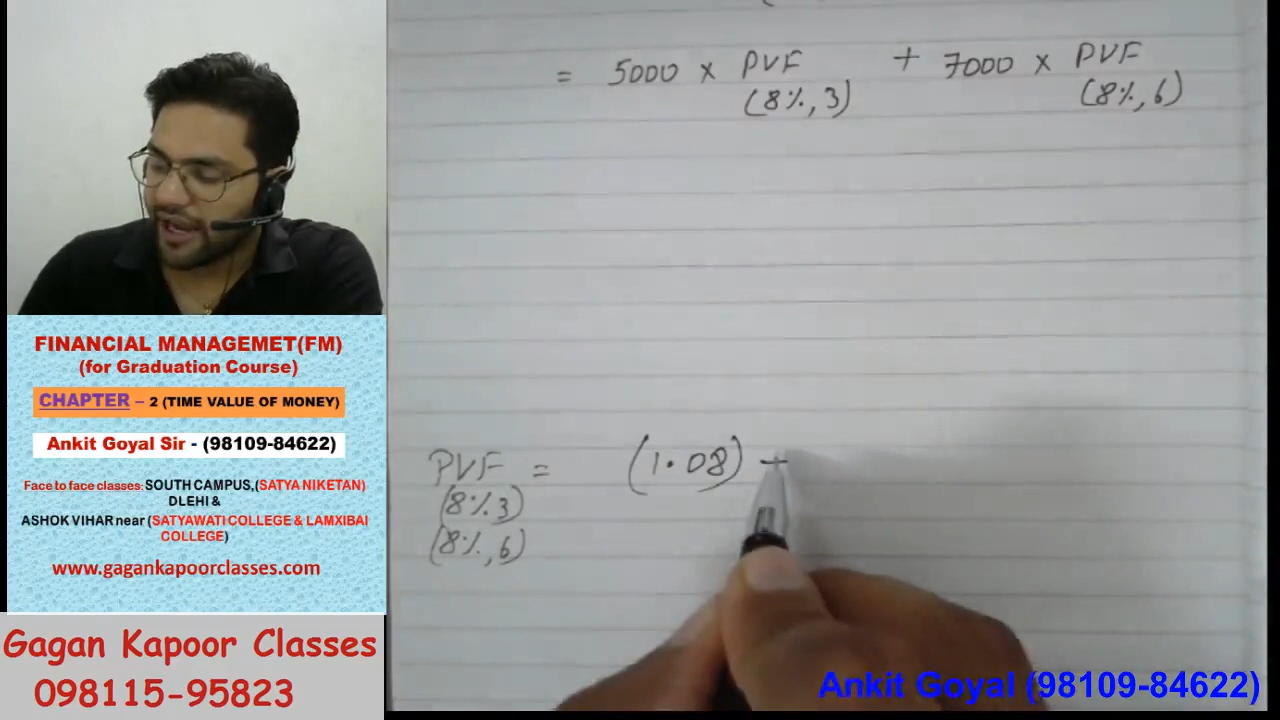 = 5000 × PVF + 7000 × PVF
(8%, 3) (8%, 6)
PVF = (1.08) ÷
(8%3)
(8%, 6)
FINANCIAL MANAGEMET(FM)
(for Graduation Course)
CHAPTER – 2 (TIME VALUE OF MONEY)
Ankit Goyal Sir - (98109-84622)
Face to face classes: SOUTH CAMPUS,(SATYA NIKETAN)
DLEHI &
ASHOK VIHAR near (SATYAWATI COLLEGE & LAMXIBAI
COLLEGE)
www.gagankapoorclasses.com
Gagan Kapoor Classes
098115-95823
Ankit Goyal (98109-84622)